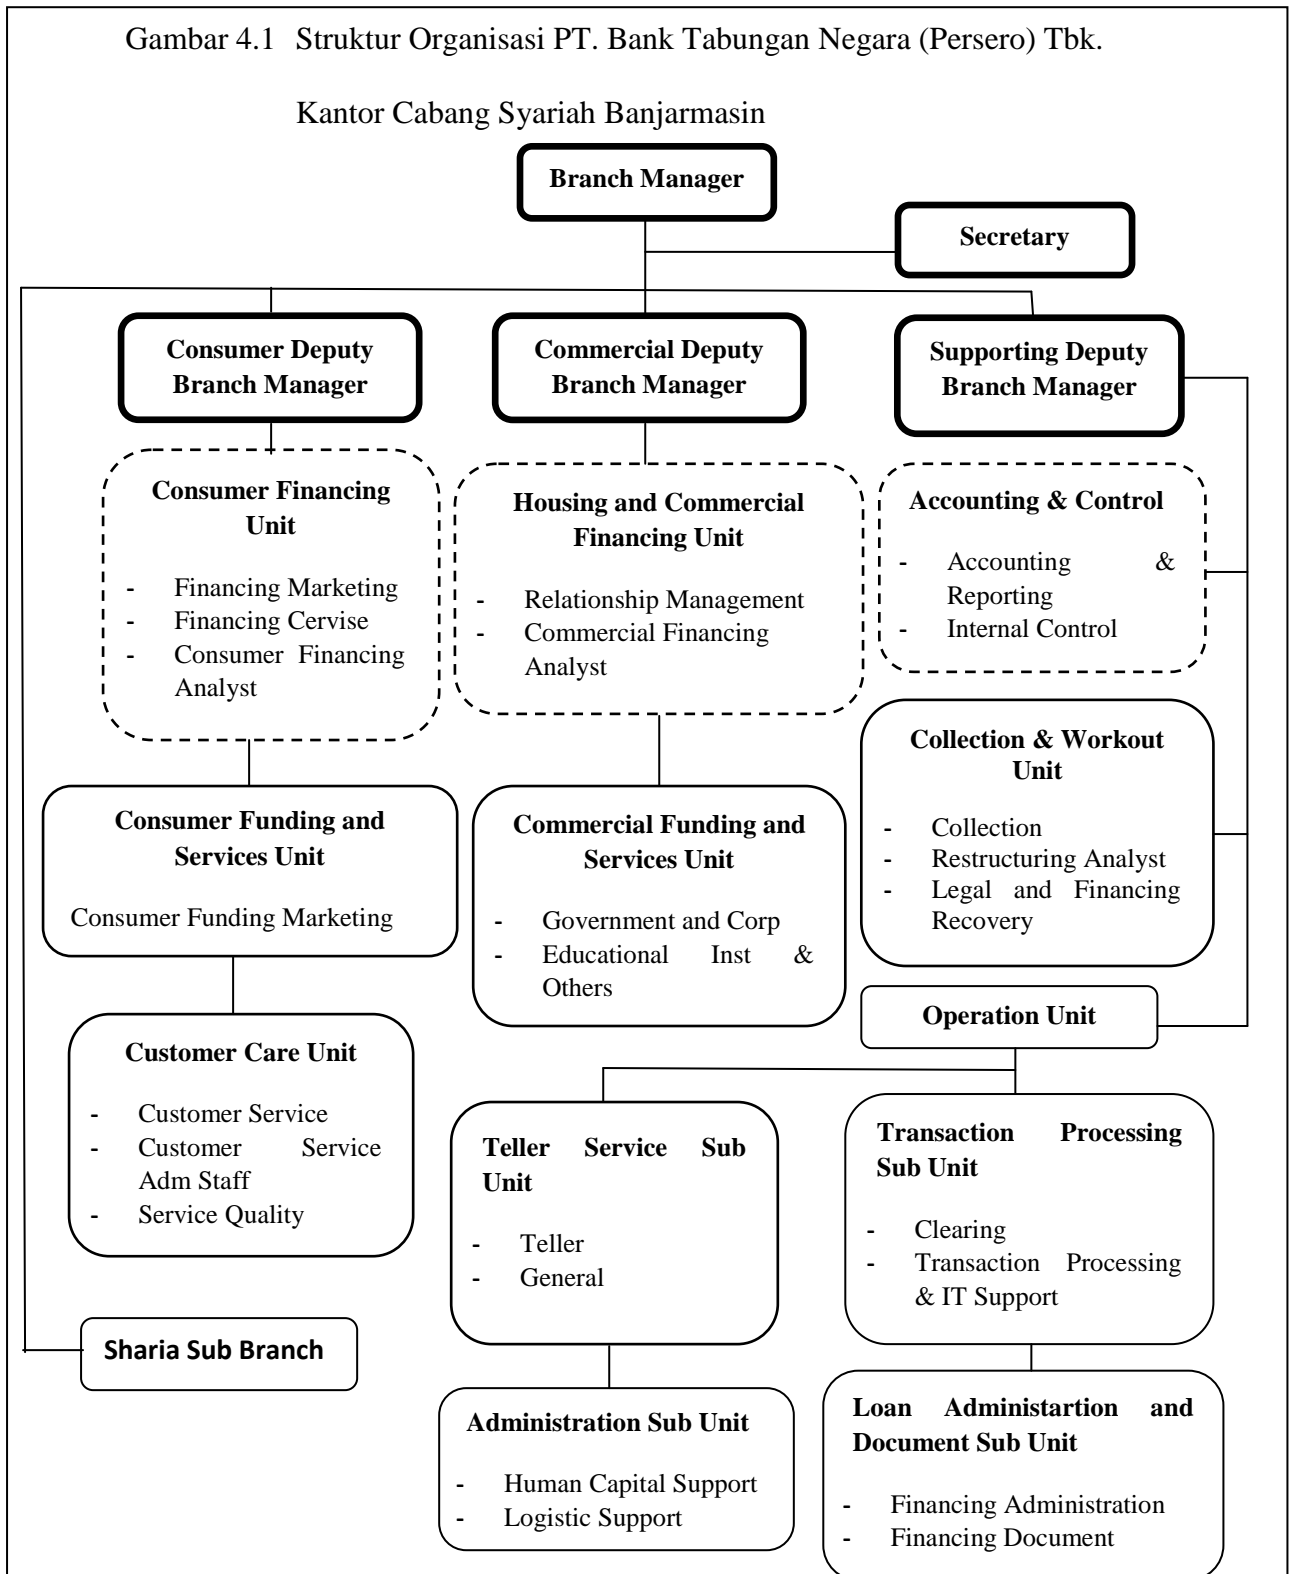 Gambar 4.1 Struktur Organisasi PT. Bank Tabungan Negara (Persero) Tbk.
Kantor Cabang Syariah Banjarmasin
Branch Manager
Secretary
Consumer Deputy
Branch Manager
Commercial Deputy
Branch Manager
Supporting Deputy
Branch Manager
Consumer Financing
Unit
- Financing Marketing
- Financing Cervise
- Consumer Financing
Analyst
Housing and Commercial
Financing Unit
- Relationship Management
- Commercial Financing
Analyst
Accounting & Control
- Accounting &
Reporting
- Internal Control
Collection & Workout
Unit
- Collection
- Restructuring Analyst
- Legal and Financing
Recovery
Consumer Funding and
Services Unit
Consumer Funding Marketing
Commercial Funding and
Services Unit
- Government and Corp
- Educational Inst &
Others
Operation Unit
Customer Care Unit
- Customer Service
- Customer Service
Adm Staff
- Service Quality
Teller Service Sub
Unit
- Teller
- General
Transaction Processing
Sub Unit
- Clearing
- Transaction Processing
& IT Support
Sharia Sub Branch
Administration Sub Unit
- Human Capital Support
- Logistic Support
Loan Administartion and
Document Sub Unit
- Financing Administration
- Financing Document